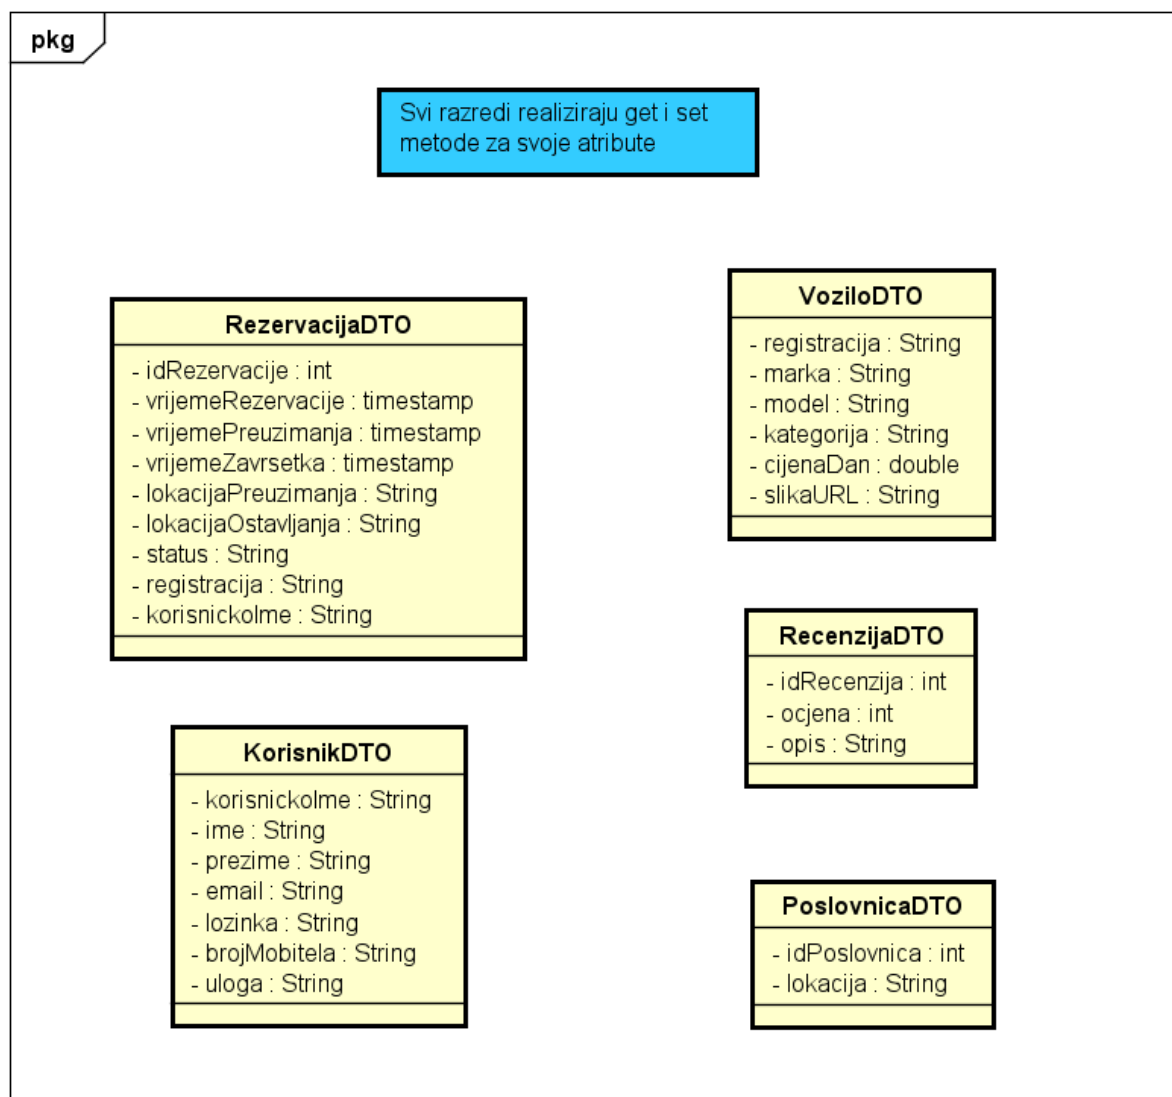 pkg
Svi razredi realiziraju get i set
metode za svoje atribute
RezervacijaDTO
- idRezervacije : int
- vrijemeRezervacije : timestamp
- vrijemePreuzimanja : timestamp
- vrijemeZavrsetka : timestamp
- lokacijaPreuzimanja : String
- lokacijaOstavljanja : String
- status : String
- registracija : String
- korisnickoIme : String
VoziloDTO
- registracija : String
- marka : String
- model : String
- kategorija : String
- cijenaDan : double
- slikaURL : String
RecenzijaDTO
- idRecenzija : int
- ocjena : int
- opis : String
KorisnikDTO
- korisnickoIme : String
- ime : String
- prezime : String
- email : String
- lozinka : String
- brojMobitela : String
- uloga : String
PoslovnicaDTO
- idPoslovnica : int
- lokacija : String